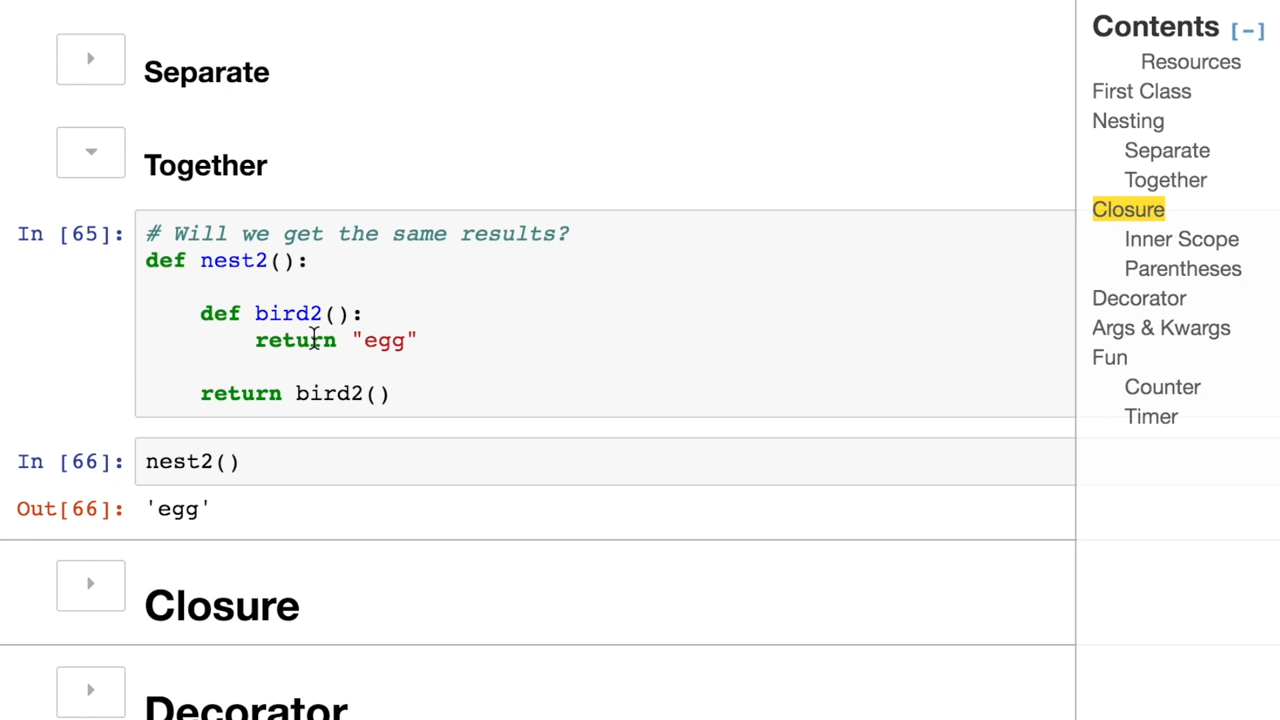 Separate
Together
In [65]:
# Will we get the same results?
def nest2():
    def bird2():
        return "egg"
    return bird2()
In [66]:
nest2()
Out[66]:
'egg'
Closure
Decorator
Contents [-]
Resources
First Class
Nesting
Separate
Together
Closure
Inner Scope
Parentheses
Decorator
Args & Kwargs
Fun
Counter
Timer